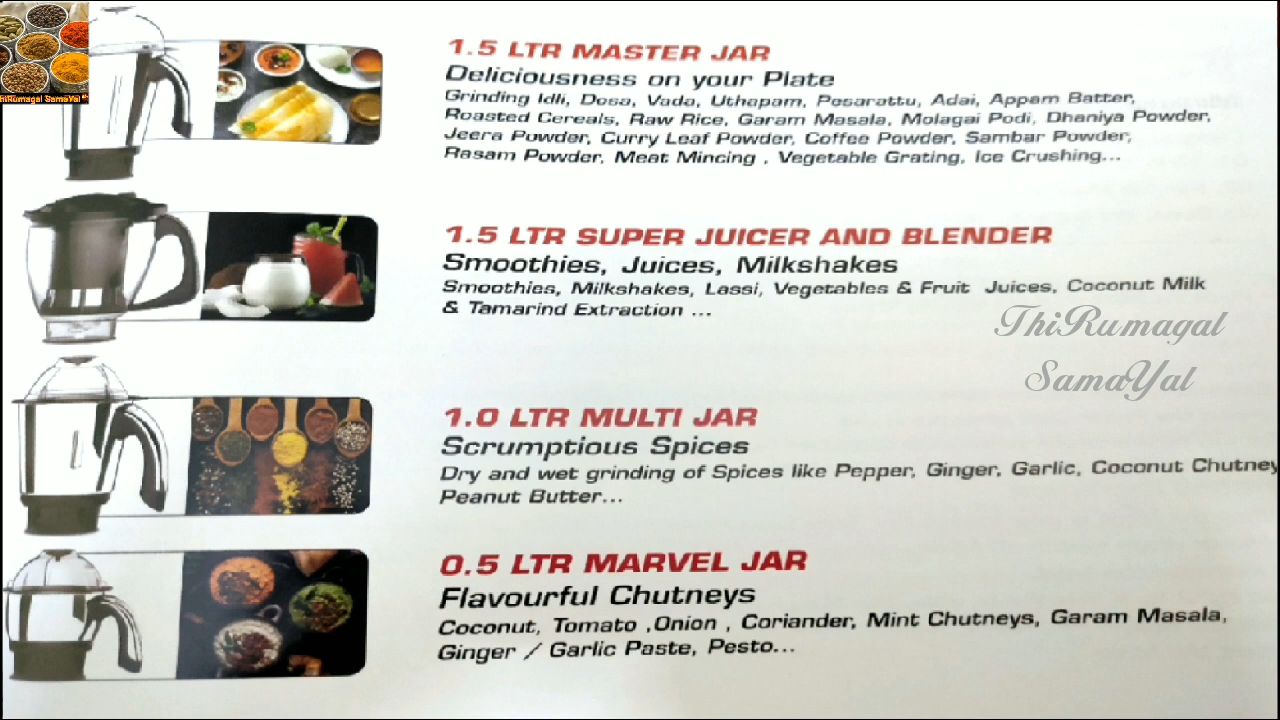 ThiRumagal SamaYal
1.5 LTR MASTER JAR
Deliciousness on your Plate
Grinding Idli, Dosa, Vada, Uthapam, Pesarattu, Adai, Appam Batter,
Roasted Cereals, Raw Rice, Garam Masala, Molagai Podi, Dhaniya Powder,
Jeera Powder, Curry Leaf Powder, Coffee Powder, Sambar Powder,
Rasam Powder, Meat Mincing , Vegetable Grating, Ice Crushing...
1.5 LTR SUPER JUICER AND BLENDER
Smoothies, Juices, Milkshakes
Smoothies, Milkshakes, Lassi, Vegetables & Fruit Juices, Coconut Milk
& Tamarind Extraction ...
ThiRumagal
SamaYal
1.0 LTR MULTI JAR
Scrumptious Spices
Dry and wet grinding of Spices like Pepper, Ginger, Garlic, Coconut Chutney
Peanut Butter...
0.5 LTR MARVEL JAR
Flavourful Chutneys
Coconut, Tomato ,Onion , Coriander, Mint Chutneys, Garam Masala,
Ginger / Garlic Paste, Pesto...